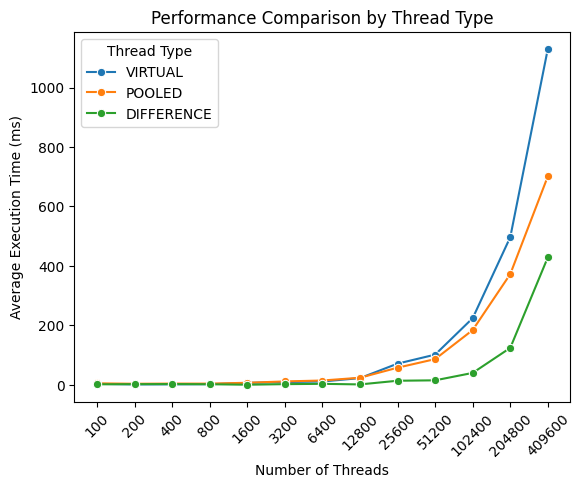 Performance Comparison by Thread Type
Thread Type
VIRTUAL
POOLED
DIFFERENCE
Average Execution Time (ms)
1000
800
600
400
200
0
100
200
400
800
1600
3200
6400
12800
25600
51200
102400
204800
409600
Number of Threads